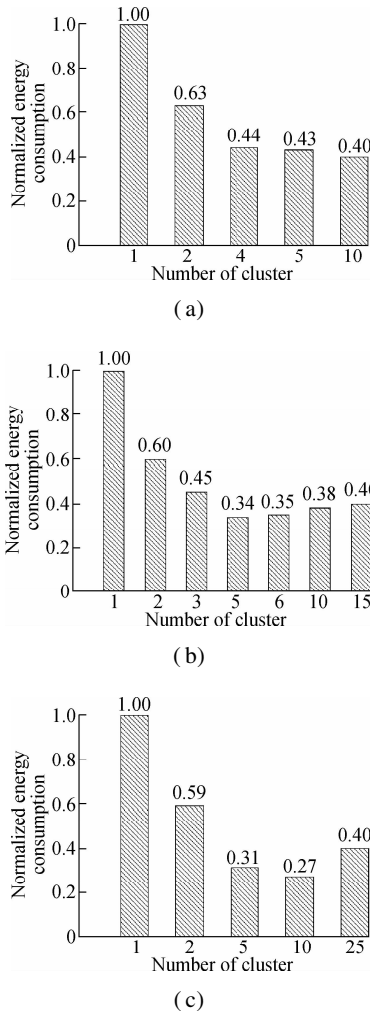 Normalized energy
consumption
1.00
0.63
0.44
0.43
0.40
1.0
0.8
0.6
0.4
0.2
0
1 2 4 5 10
Number of cluster
(a)
Normalized energy
consumption
1.00
0.60
0.45
0.34
0.35
0.38
1.0
0.8
0.6
0.4
0.2
0
1 2 3 5 6 10 15
Number of cluster
(b)
Normalized energy
consumption
1.00
0.59
0.31
0.27
0.40
1.0
0.8
0.6
0.4
0.2
0
1 2 5 10 25
Number of cluster
(c)